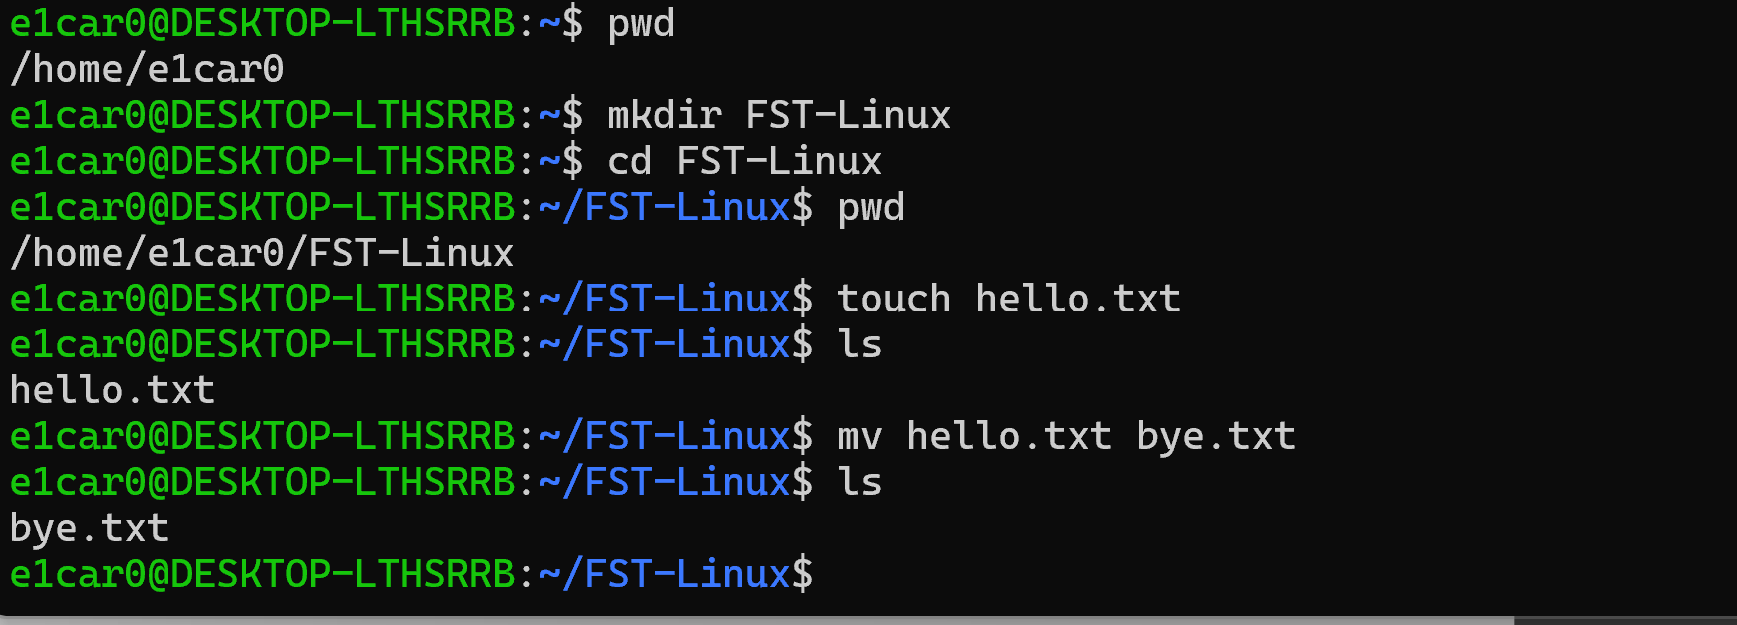 e1car0@DESKTOP-LTHSRRB:~$ pwd
/home/e1car0
e1car0@DESKTOP-LTHSRRB:~$ mkdir FST-Linux
e1car0@DESKTOP-LTHSRRB:~$ cd FST-Linux
e1car0@DESKTOP-LTHSRRB:~/FST-Linux$ pwd
/home/e1car0/FST-Linux
e1car0@DESKTOP-LTHSRRB:~/FST-Linux$ touch hello.txt
e1car0@DESKTOP-LTHSRRB:~/FST-Linux$ ls
hello.txt
e1car0@DESKTOP-LTHSRRB:~/FST-Linux$ mv hello.txt bye.txt
e1car0@DESKTOP-LTHSRRB:~/FST-Linux$ ls
bye.txt
e1car0@DESKTOP-LTHSRRB:~/FST-Linux$